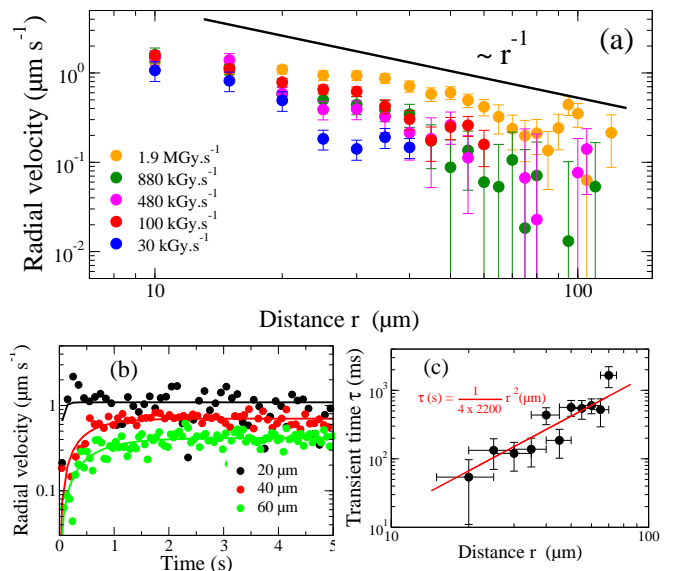 (a)
~ r⁻¹
Radial velocity (μm s⁻¹)
10⁰
10⁻¹
10⁻²
1.9 MGy.s⁻¹
880 kGy.s⁻¹
480 kGy.s⁻¹
100 kGy.s⁻¹
30 kGy.s⁻¹
10
100
Distance r (μm)
(b)
Radial velocity (μm s⁻¹)
1
0.1
20 μm
40 μm
60 μm
0 1 2 3 4 5
Time (s)
(c)
Transient time τ (ms)
10³
10²
10¹
τ (s) = 1 / 4 x 2200 r² (μm)
10
100
Distance r (μm)